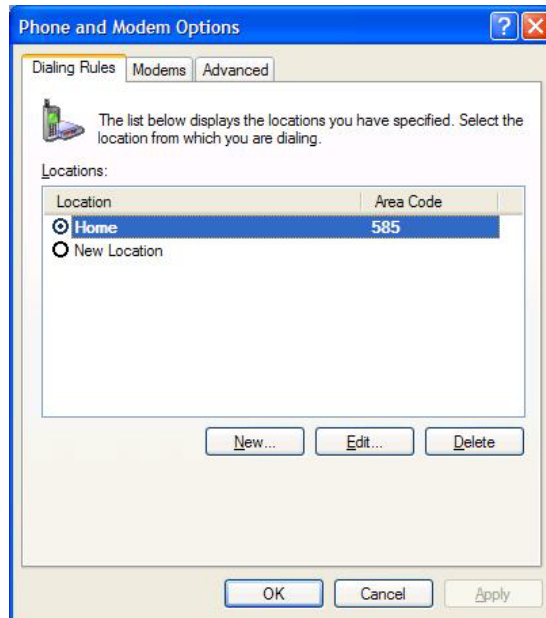 Phone and Modem Options
Dialing Rules Modems Advanced
The list below displays the locations you have specified. Select the
location from which you are dialing.
Locations:
Location Area Code
Home 585
New Location
New... Edit... Delete
OK Cancel Apply